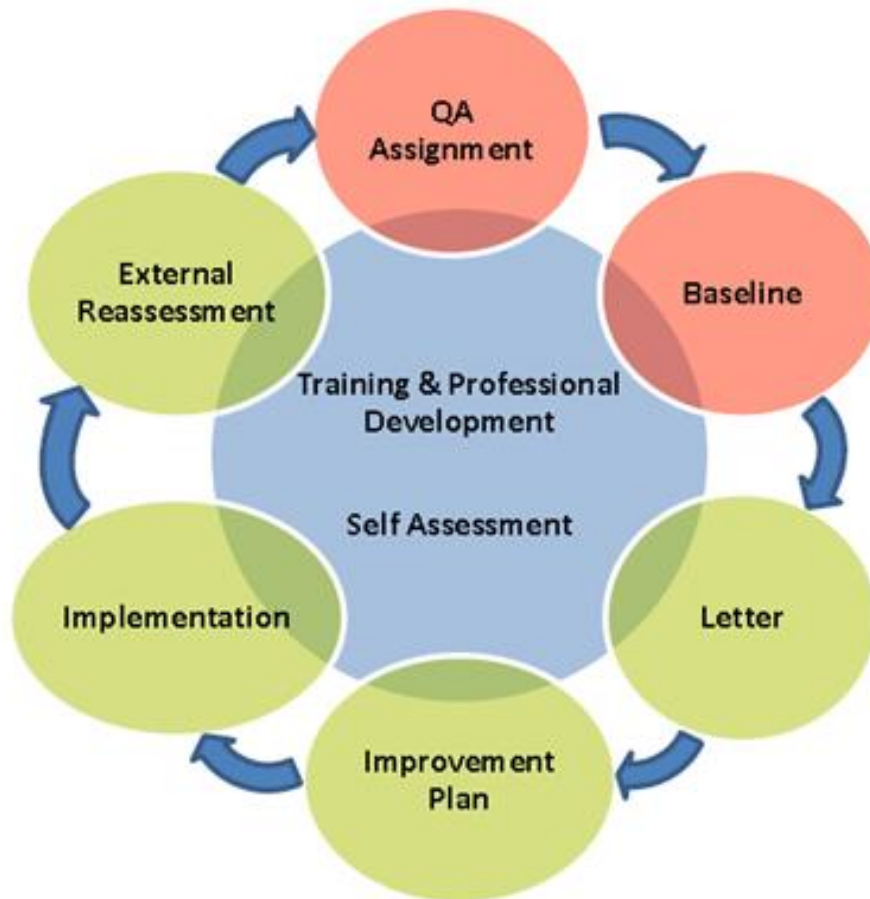 QA
Assignment
Baseline
Letter
Improvement
Plan
Implementation
External
Reassessment
Training & Professional
Development
Self Assessment